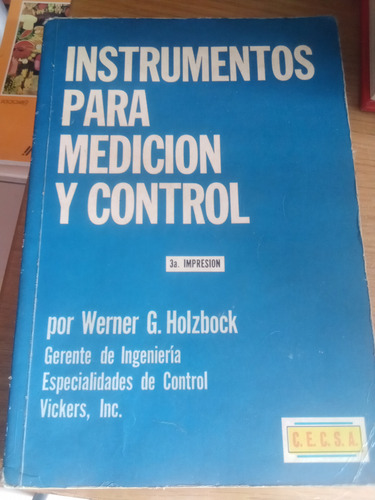 INSTRUMENTOS
PARA
MEDICION
Y CONTROL
3a. IMPRESION
por Werner G. Holzbock
Gerente de Ingeniería
Especialidades de Control
Vickers, Inc.
C.E.C.S.A.